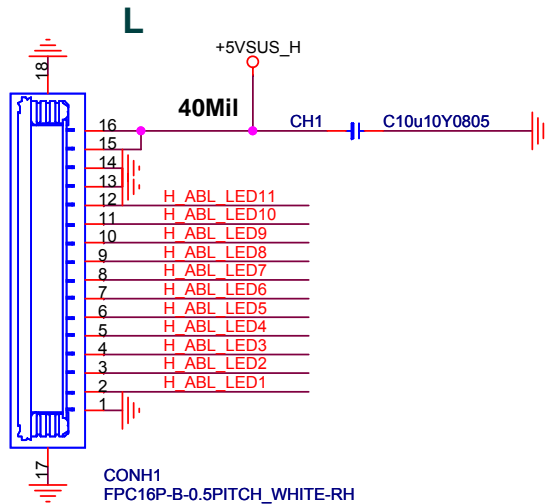 L
+5VSUS_H
18
40Mil
CH1 C10u10Y0805
16
15
14
13
12 H_ABL_LED11
11 H_ABL_LED10
10 H_ABL_LED9
9 H_ABL_LED8
8 H_ABL_LED7
7 H_ABL_LED6
6 H_ABL_LED5
5 H_ABL_LED4
4 H_ABL_LED3
3 H_ABL_LED2
2 H_ABL_LED1
1
17
CONH1
FPC16P-B-0.5PITCH_WHITE-RH